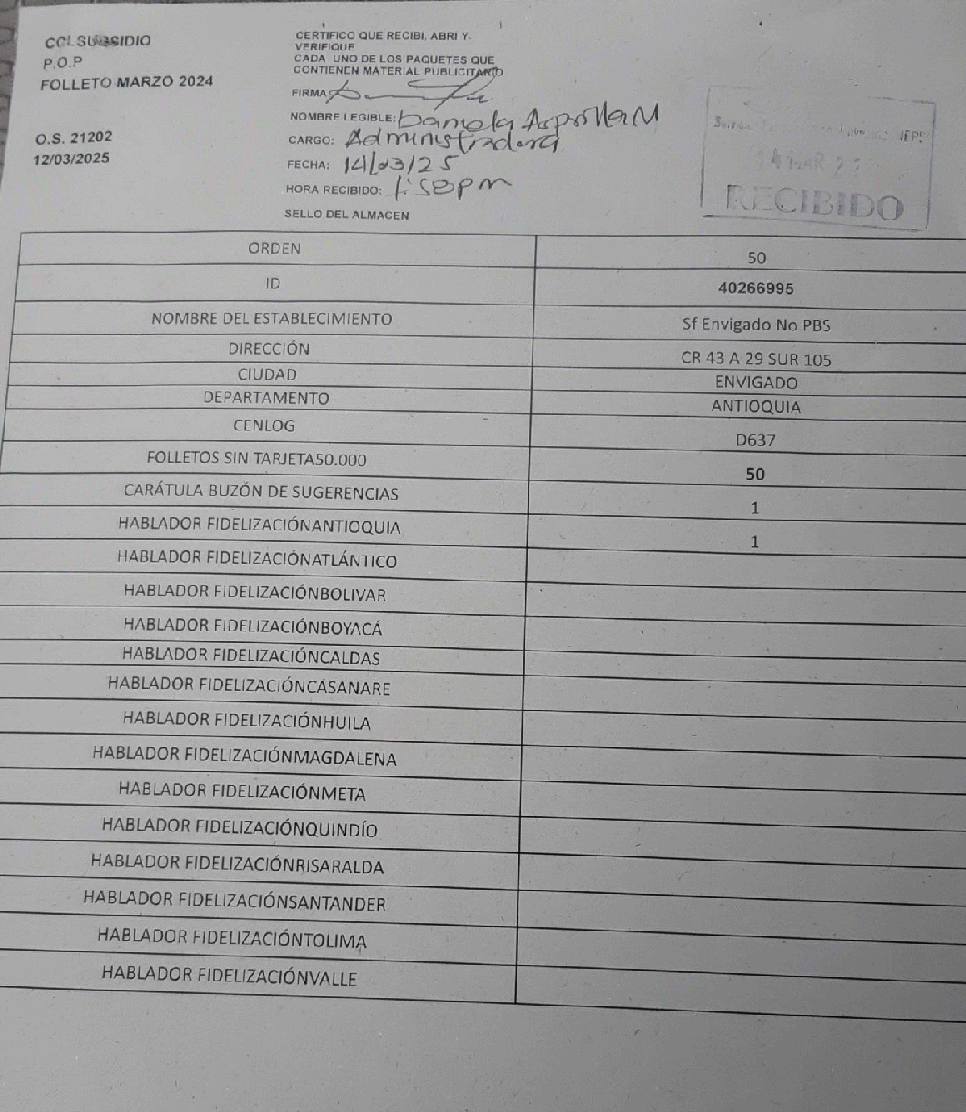 COLSUBSIDIO
P.O.P
FOLLETO MARZO 2024
O.S. 21202
12/03/2025
CERTIFICO QUE RECIBI, ABRI Y.
VERIFIQUE
CADA UNO DE LOS PAQUETES QUE
CONTIENEN MATERIAL PUBLICITARIO
FIRMA
NOMBRE LEGIBLE: M
CARGO: Administradora
FECHA: 14/03/25
HORA RECIBIDO: 1:50pm
SELLO DEL ALMACEN
RECIBIDO
ORDEN 50
ID 40266995
NOMBRE DEL ESTABLECIMIENTO Sf Envigado No PBS
DIRECCIÓN CR 43 A 29 SUR 105
CIUDAD ENVIGADO
DEPARTAMENTO ANTIOQUIA
CENLOG D637
FOLLETOS SIN TARJETA50.000 50
CARÁTULA BUZÓN DE SUGERENCIAS 1
HABLADOR FIDELIZACIÓNANTIOQUIA 1
HABLADOR FIDELIZACIÓNATLÁNTICO
HABLADOR FIDELIZACIÓNBOLIVAR
HABLADOR FIDELIZACIÓNBOYACÁ
HABLADOR FIDELIZACIÓNCALDAS
HABLADOR FIDELIZACIÓNCASANARE
HABLADOR FIDELIZACIÓNHUILA
HABLADOR FIDELIZACIÓNMAGDALENA
HABLADOR FIDELIZACIÓNMETA
HABLADOR FIDELIZACIÓNQUINDÍO
HABLADOR FIDELIZACIÓNRISARALDA
HABLADOR FIDELIZACIÓNSANTANDER
HABLADOR FIDELIZACIÓNTOLIMA
HABLADOR FIDELIZACIÓNVALLE